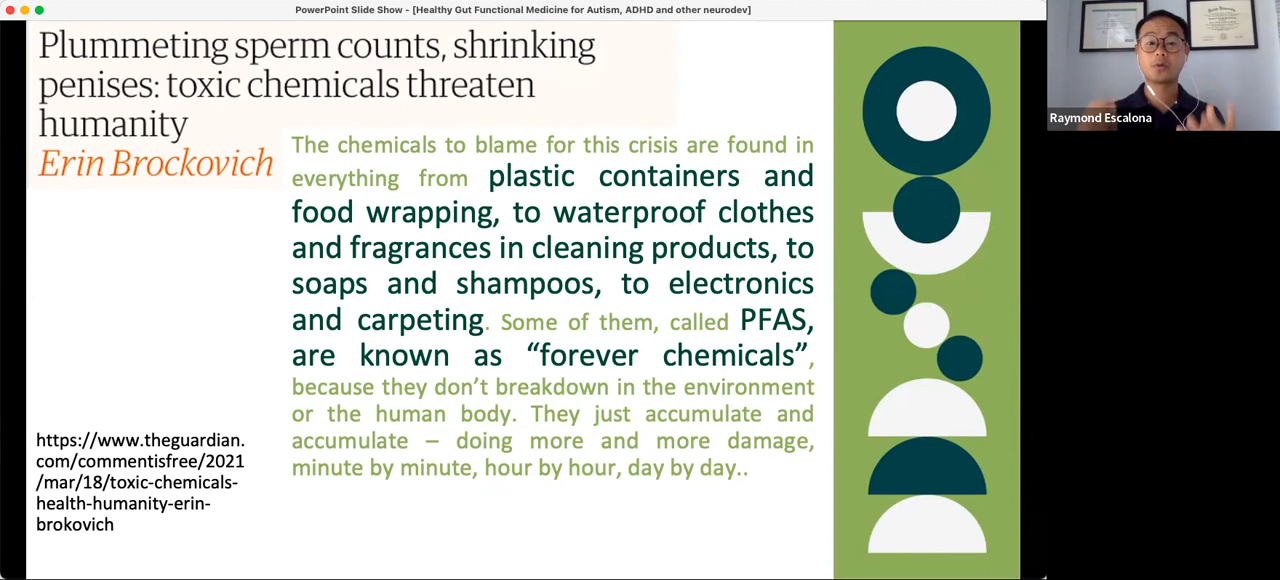 PowerPoint Slide Show - [Healthy Gut Functional Medicine for Autism, ADHD and other neurodev]
Plummeting sperm counts, shrinking
penises: toxic chemicals threaten
humanity
Erin Brockovich
The chemicals to blame for this crisis are found in
everything from plastic containers and
food wrapping, to waterproof clothes
and fragrances in cleaning products, to
soaps and shampoos, to electronics
and carpeting. Some of them, called PFAS,
are known as “forever chemicals”,
because they don’t breakdown in the environment
or the human body. They just accumulate and
accumulate – doing more and more damage,
minute by minute, hour by hour, day by day..
https://www.theguardian.
com/commentisfree/2021
/mar/18/toxic-chemicals-
health-humanity-erin-
brokovich
Raymond Escalona